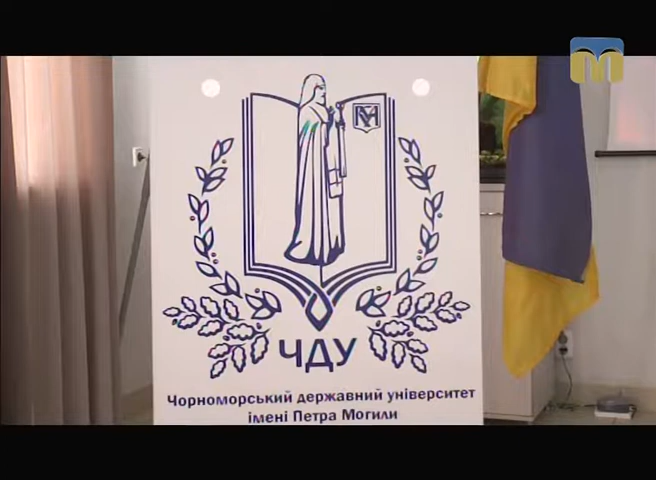 ЧДУ
Чорноморський державний університет
імені Петра Могили